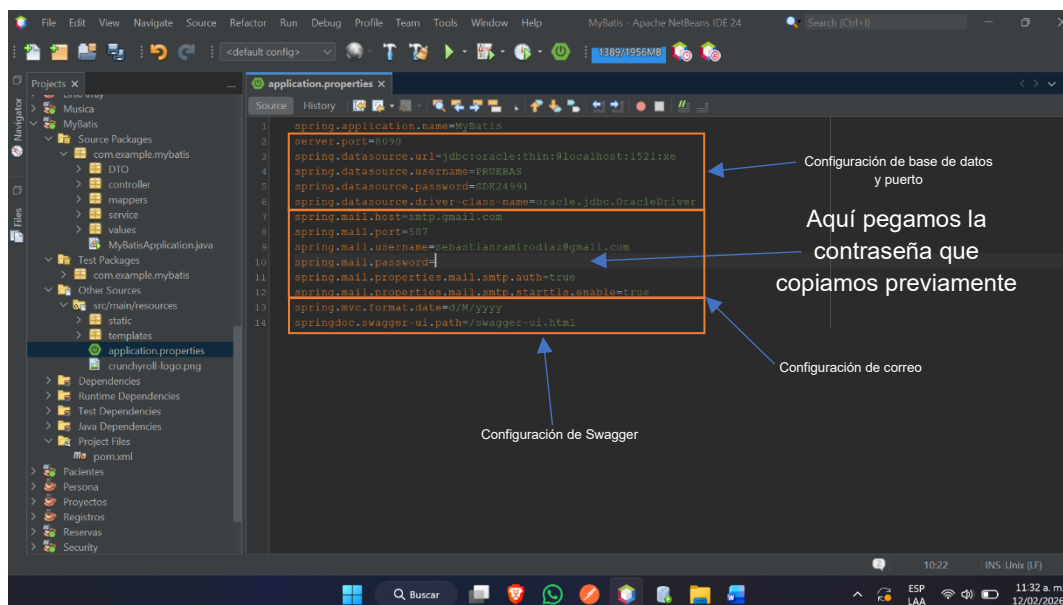 File Edit View Navigate Source Refactor Run Debug Profile Team Tools Window Help MyBatis - Apache NetBeans IDE 24 Search (Ctrl+I)
<default config> 1389/1956MB
Projects
application.properties
Source History
Navigator
Files
Musica
MyBatis
Source Packages
com.example.mybatis
DTO
controller
mappers
service
values
MyBatisApplication.java
Test Packages
com.example.mybatis
Other Sources
src/main/resources
static
templates
application.properties
crunchyroll-logo.png
Dependencies
Runtime Dependencies
Test Dependencies
Java Dependencies
Project Files
pom.xml
Pacientes
Persona
Proyectos
Registros
Reservas
Security
1 spring.application.name=MyBatis
2 server.port=8090
3 spring.datasource.url=jdbc:oracle:thin:@localhost:1521:xe
4 spring.datasource.username=PRUEBAS
5 spring.datasource.password=SDK24991
6 spring.datasource.driver-class-name=oracle.jdbc.OracleDriver
7 spring.mail.host=smtp.gmail.com
8 spring.mail.port=587
9 spring.mail.username=sebastianramirodiaz@gmail.com
10 spring.mail.password=
11 spring.mail.properties.mail.smtp.auth=true
12 spring.mail.properties.mail.smtp.starttls.enable=true
13 spring.mvc.format.date=d/M/yyyy
14 springdoc.swagger-ui.path=/swagger-ui.html
Configuración de base de datos
y puerto
Aquí pegamos la
contraseña que
copiamos previamente
Configuración de correo
Configuración de Swagger
10:22 INS Unix (LF)
Buscar
ESP
LAA
11:32 a. m.
12/02/2026